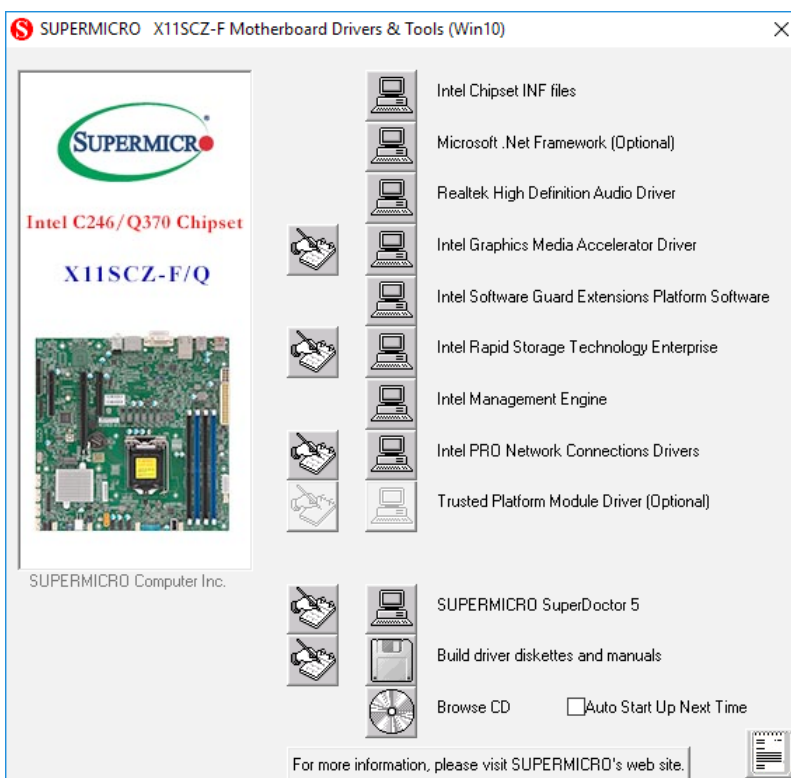 SUPERMICRO X11SCZ-F Motherboard Drivers & Tools (Win10)
SUPERMICR
Intel C246/Q370 Chipset
X11SCZ-F/Q
SUPERMICRO Computer Inc.
Intel Chipset INF files
Microsoft .Net Framework (Optional)
Realtek High Definition Audio Driver
Intel Graphics Media Accelerator Driver
Intel Software Guard Extensions Platform Software
Intel Rapid Storage Technology Enterprise
Intel Management Engine
Intel PRO Network Connections Drivers
Trusted Platform Module Driver (Optional)
SUPERMICRO SuperDoctor 5
Build driver diskettes and manuals
Browse CD Auto Start Up Next Time
For more information, please visit SUPERMICRO's web site.